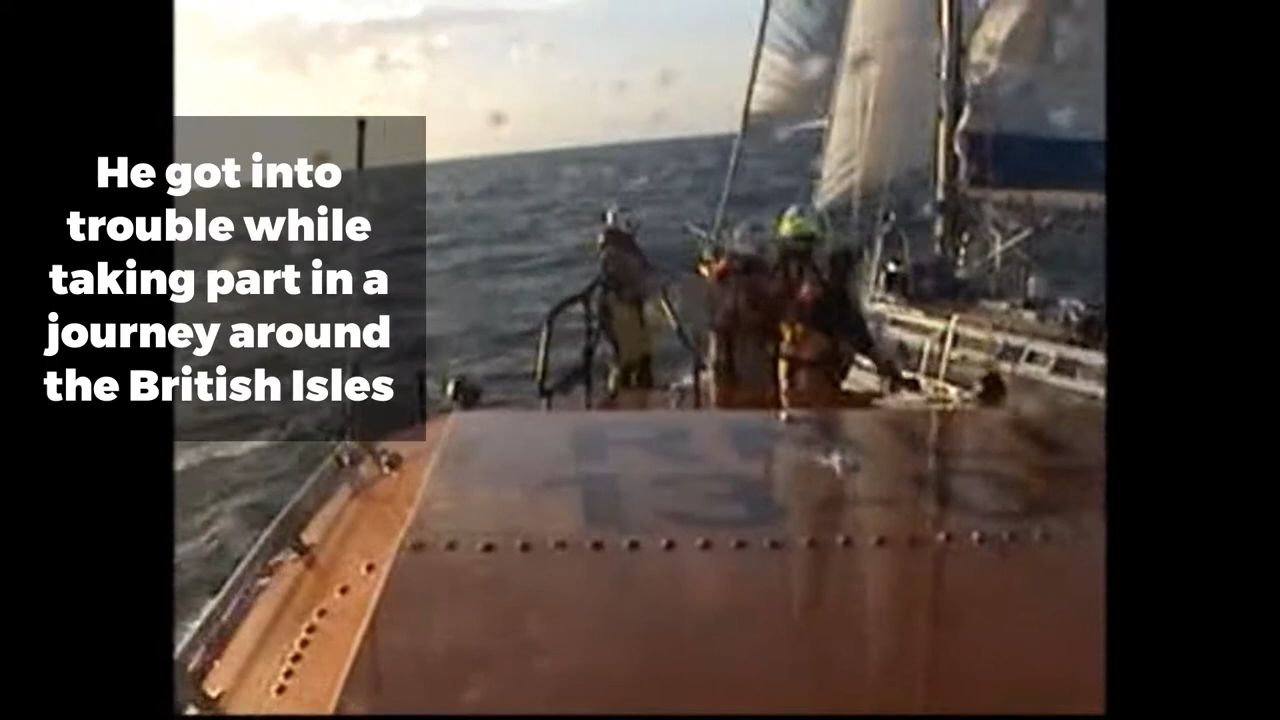 He got into
trouble while
taking part in a
journey around
the British Isles